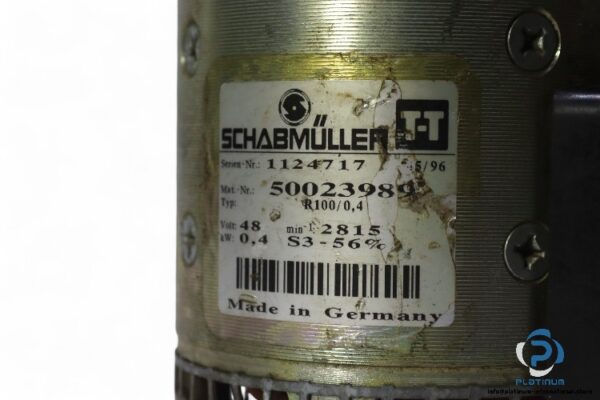 SCHABMÜLLER T-T
Serien-Nr.: 1124717 5/96
Mat.-Nr.: 50023989
Typ: R100/0,4
Volt: 48 min⁻¹: 2815
kW: 0,4 S3-56%
Made in Germany
PLATINUM